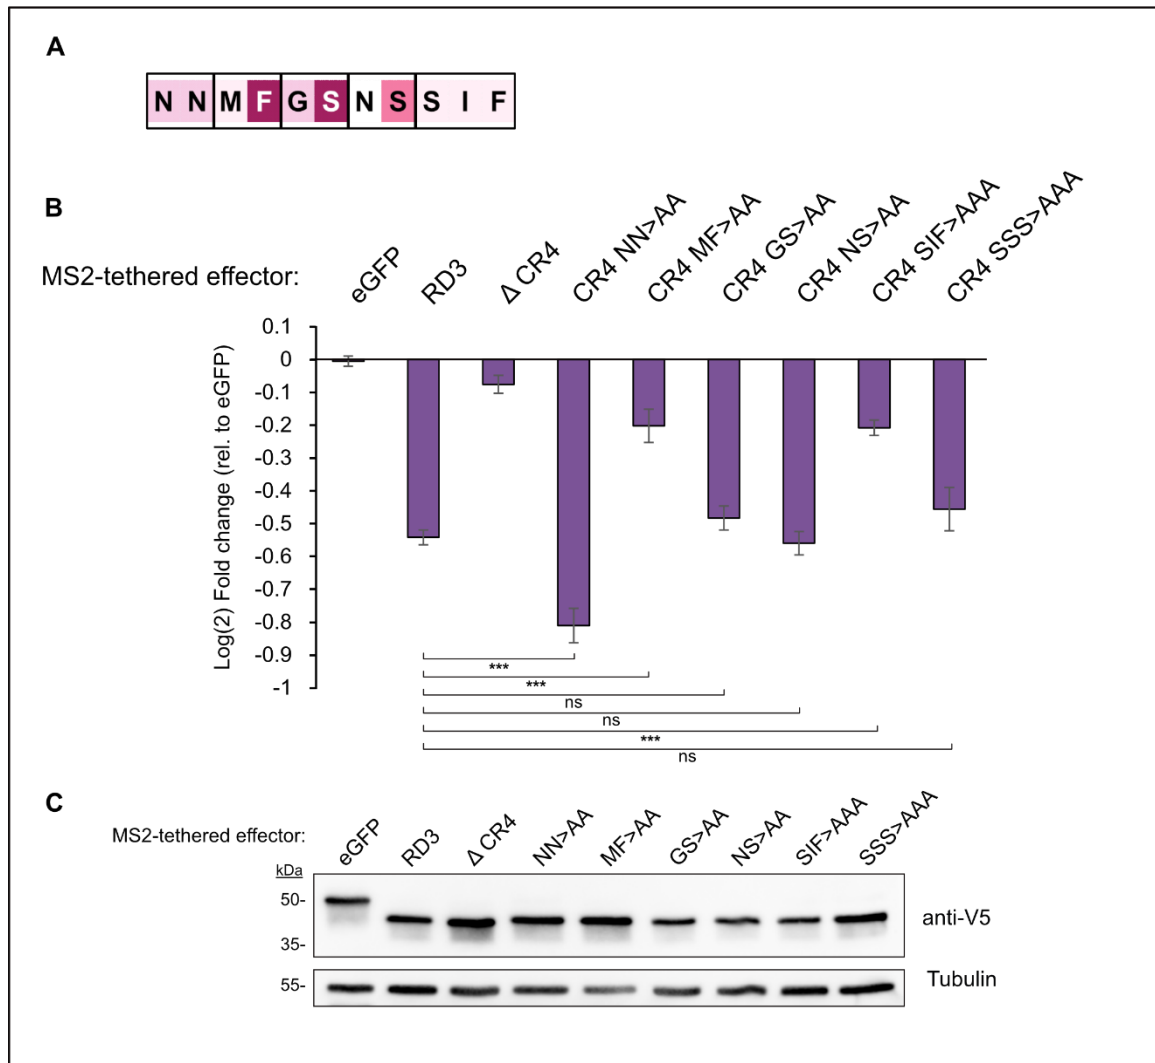 A
N N M F G S N S S I F
B
MS2-tethered effector:
eGFP
RD3
Δ CR4
CR4 NN>AA
CR4 MF>AA
CR4 GS>AA
CR4 NS>AA
CR4 SIF>AAA
CR4 SSS>AAA
Log(2) Fold change (rel. to eGFP)
0.1
0
-0.1
-0.2
-0.3
-0.4
-0.5
-0.6
-0.7
-0.8
-0.9
-1
***
***
ns
ns
***
ns
C
MS2-tethered effector:
eGFP
RD3
Δ CR4
NN>AA
MF>AA
GS>AA
NS>AA
SIF>AAA
SSS>AAA
kDa
50-
35-
anti-V5
55-
Tubulin